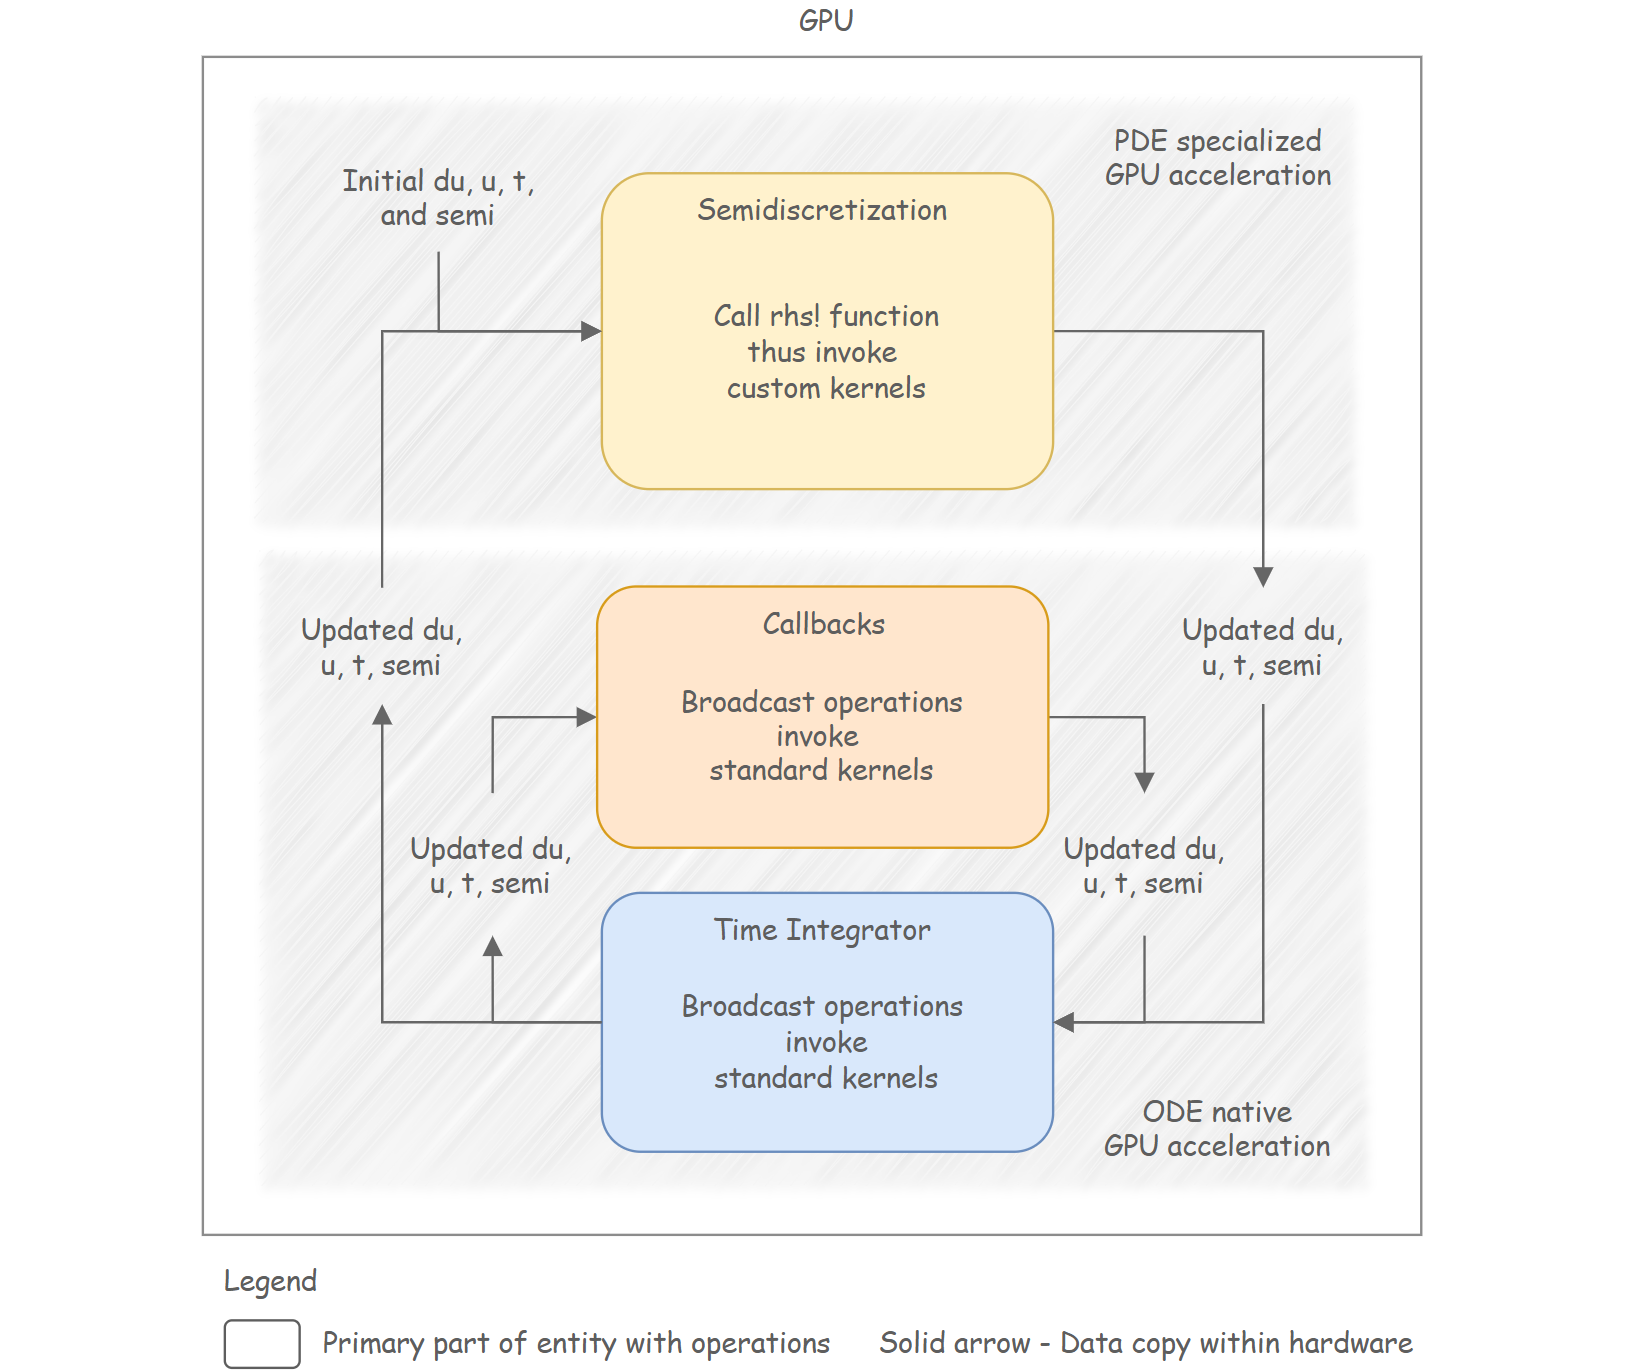 GPU
PDE specialized
GPU acceleration
Initial du, u, t,
and semi
Semidiscretization
Call rhs! function
thus invoke
custom kernels
Updated du,
u, t, semi
Callbacks
Broadcast operations
invoke
standard kernels
Updated du,
u, t, semi
Updated du,
u, t, semi
Updated du,
u, t, semi
Time Integrator
Broadcast operations
invoke
standard kernels
ODE native
GPU acceleration
Legend
Primary part of entity with operations
Solid arrow - Data copy within hardware